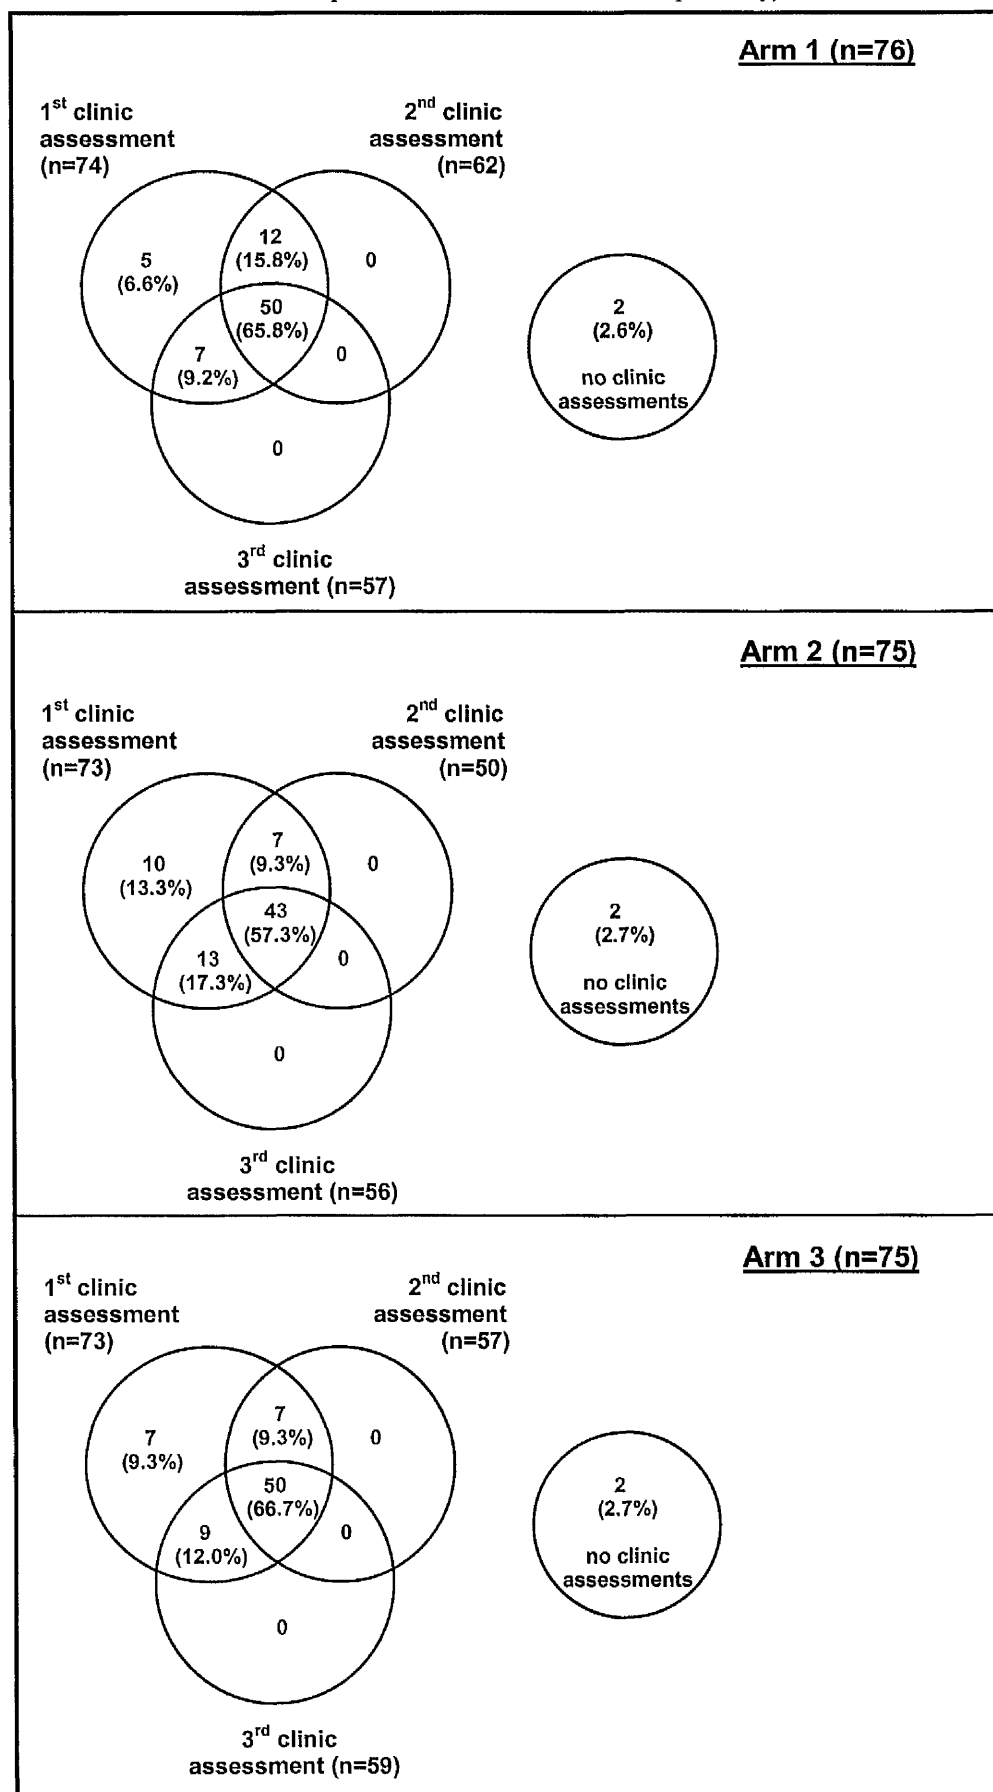 Arm 1 (n=76)
1st clinic
assessment
(n=74)
2nd clinic
assessment
(n=62)
5
(6.6%)
12
(15.8%)
0
50
(65.8%)
7
(9.2%)
0
0
2
(2.6%)
no clinic
assessments
3rd clinic
assessment (n=57)
Arm 2 (n=75)
1st clinic
assessment
(n=73)
2nd clinic
assessment
(n=50)
10
(13.3%)
7
(9.3%)
0
43
(57.3%)
13
(17.3%)
0
0
2
(2.7%)
no clinic
assessments
3rd clinic
assessment (n=56)
Arm 3 (n=75)
1st clinic
assessment
(n=73)
2nd clinic
assessment
(n=57)
7
(9.3%)
7
(9.3%)
0
50
(66.7%)
9
(12.0%)
0
0
2
(2.7%)
no clinic
assessments
3rd clinic
assessment (n=59)